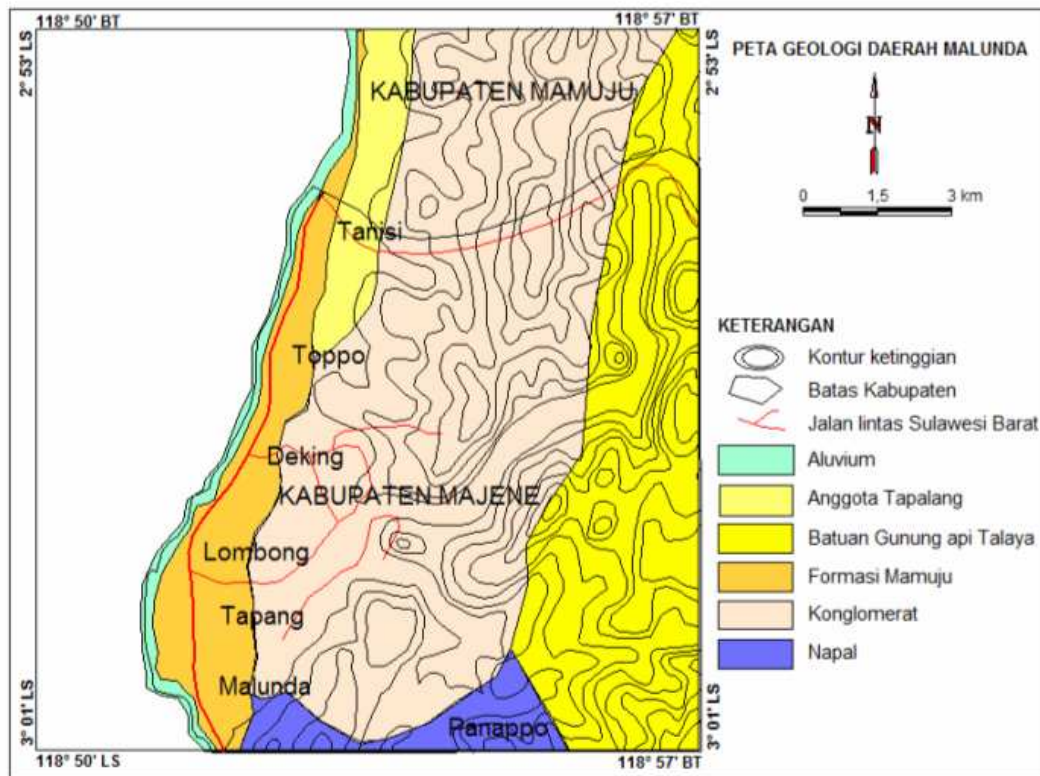 118° 50' BT
118° 57' BT
2° 53' LS
2° 53' LS
PETA GEOLOGI DAERAH MALUNDA
N
0 1,5 3 km
KABUPATEN MAMUJU
Tanisi
Toppo
Deking
KABUPATEN MAJENE
Lombong
Tapang
Malunda
Panappo
KETERANGAN
Kontur ketinggian
Batas Kabupaten
Jalan lintas Sulawesi Barat
Aluvium
Anggota Tapalang
Batuan Gunung api Talaya
Formasi Mamuju
Konglomerat
Napal
3° 01' LS
3° 01' LS
118° 50' LS
118° 57' BT